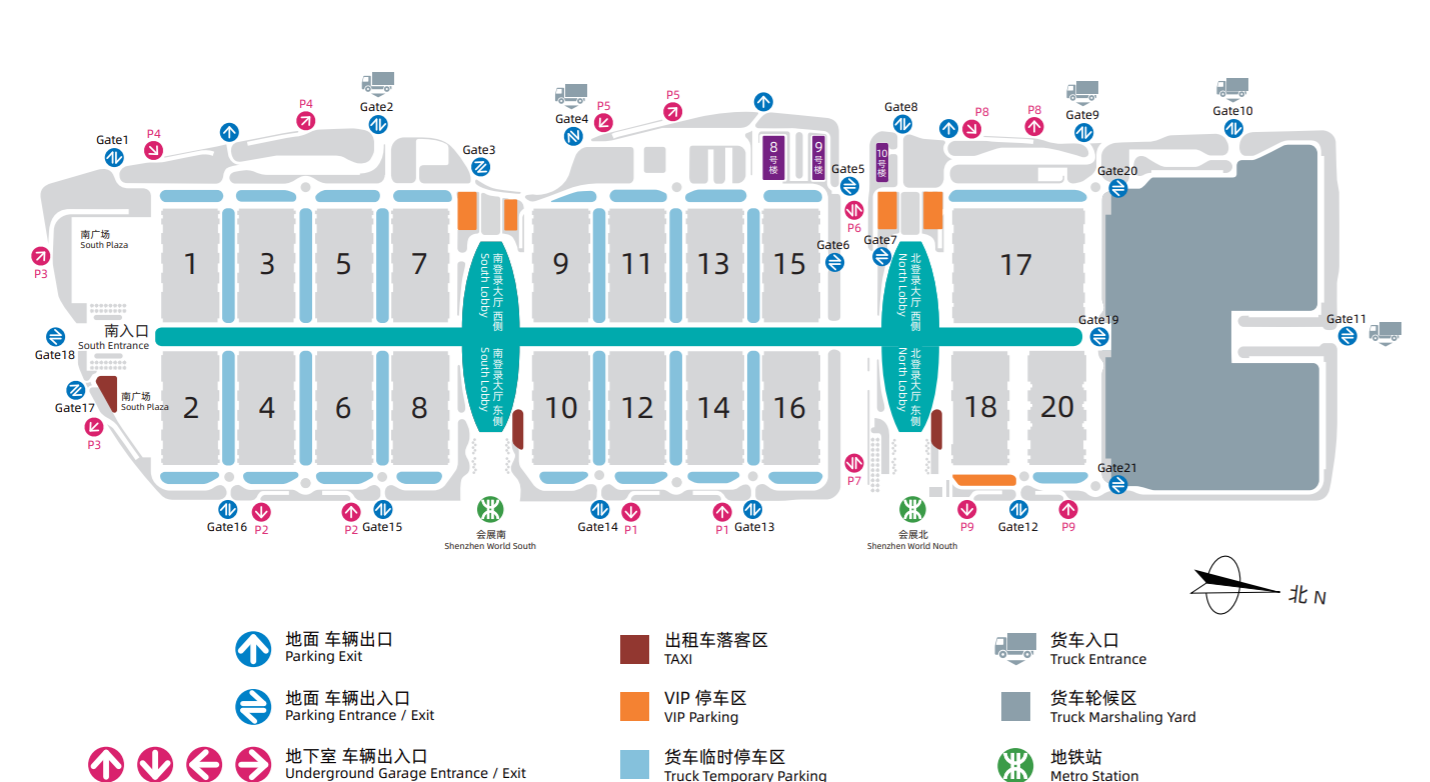 Gate2
Gate4
P4
P5
P5
Gate8
P8
P8
Gate9
Gate10
Gate1
P4
Gate3
8号楼
9号楼
10号楼
Gate5
Gate20
南广场
South Plaza
P6
P3
1
3
5
7
南登录大厅 西侧
South Lobby
9
11
13
15
Gate6
Gate7
北登录大厅 西侧
North Lobby
17
南入口
South Entrance
Gate18
Gate19
Gate11
南广场
South Plaza
Gate17
P3
2
4
6
8
南登录大厅 东侧
South Lobby
10
12
14
16
北登录大厅 东侧
North Lobby
18
20
P7
Gate21
Gate16
P2
P2
Gate15
会展南
Shenzhen World South
Gate14
P1
P1
Gate13
会展北
Shenzhen World Nouth
P9
Gate12
P9
北 N
地面 车辆出口
Parking Exit
出租车落客区
TAXI
货车入口
Truck Entrance
地面 车辆出入口
Parking Entrance / Exit
VIP 停车区
VIP Parking
货车轮候区
Truck Marshaling Yard
地下室 车辆出入口
Underground Garage Entrance / Exit
货车临时停车区
Truck Temporary Parking
地铁站
Metro Station